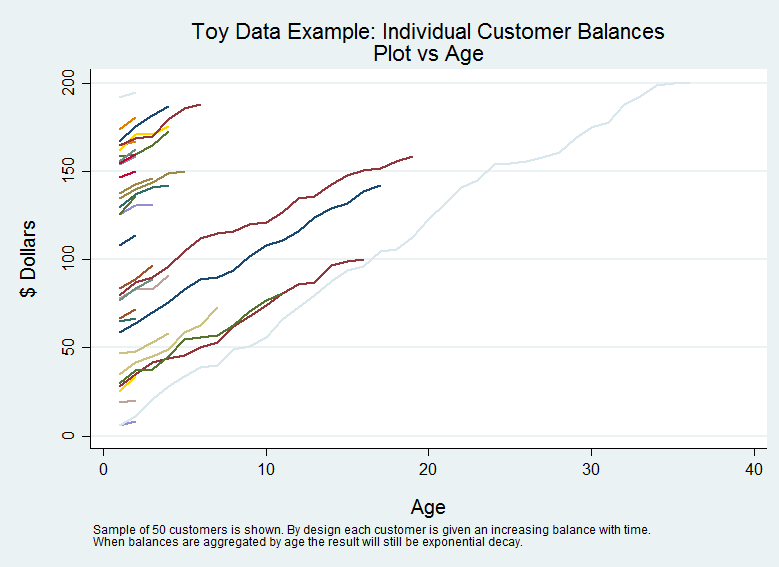 Toy Data Example: Individual Customer Balances
Plot vs Age
200
150
100
50
0
$ Dollars
0 10 20 30 40
Age
Sample of 50 customers is shown. By design each customer is given an increasing balance with time.
When balances are aggregated by age the result will still be exponential decay.